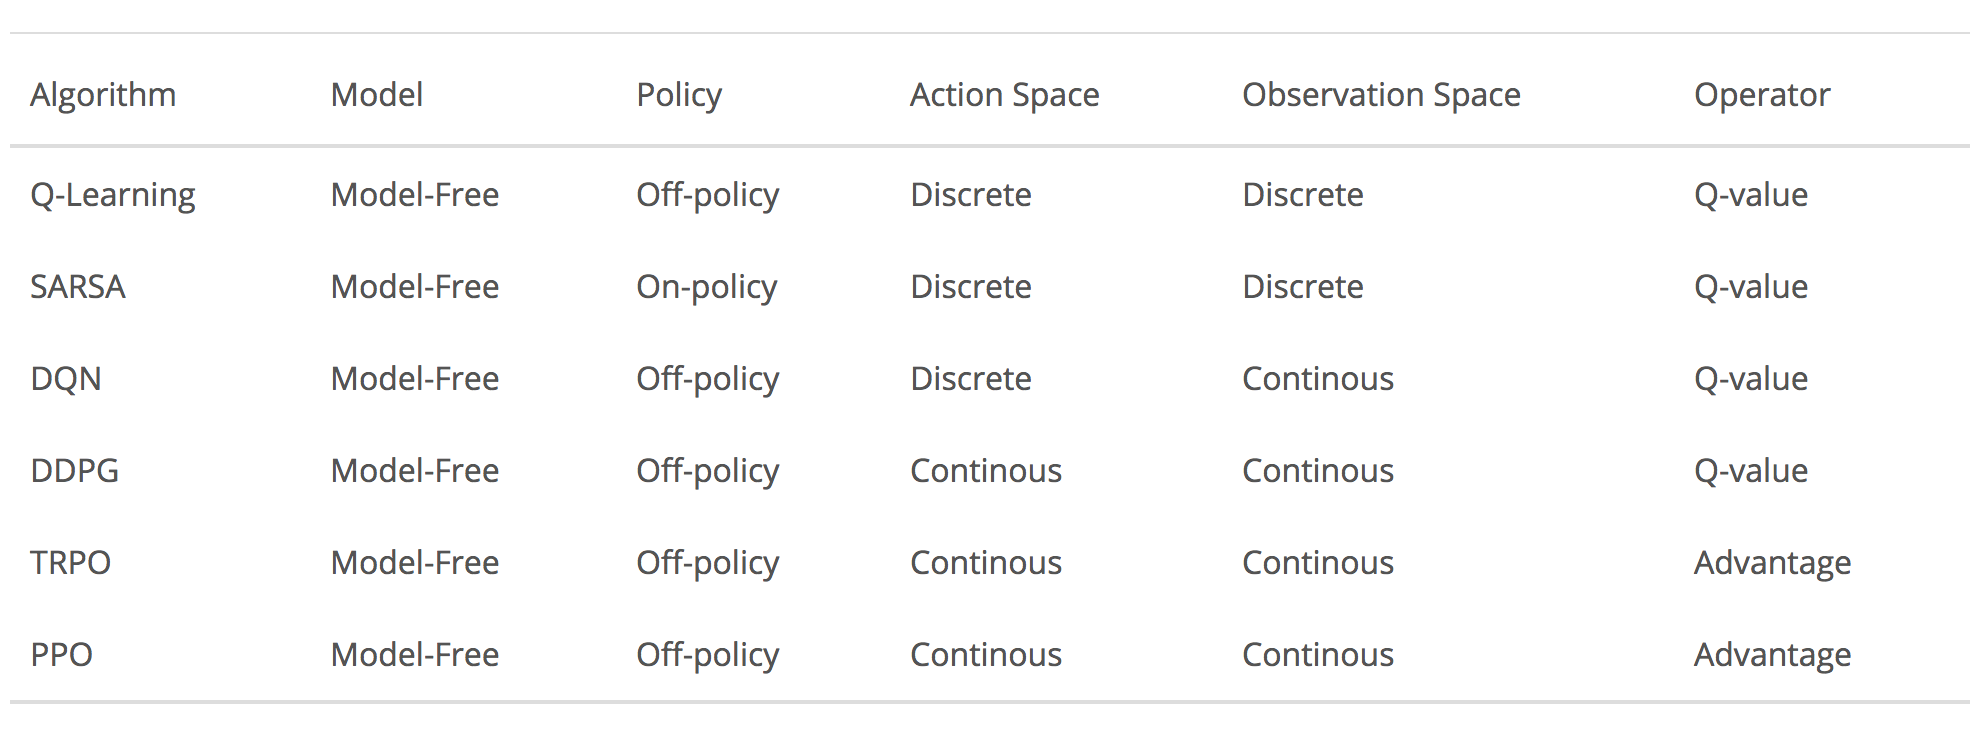 Algorithm Model Policy Action Space Observation Space Operator
Q-Learning Model-Free Off-policy Discrete Discrete Q-value
SARSA Model-Free On-policy Discrete Discrete Q-value
DQN Model-Free Off-policy Discrete Continous Q-value
DDPG Model-Free Off-policy Continous Continous Q-value
TRPO Model-Free Off-policy Continous Continous Advantage
PPO Model-Free Off-policy Continous Continous Advantage